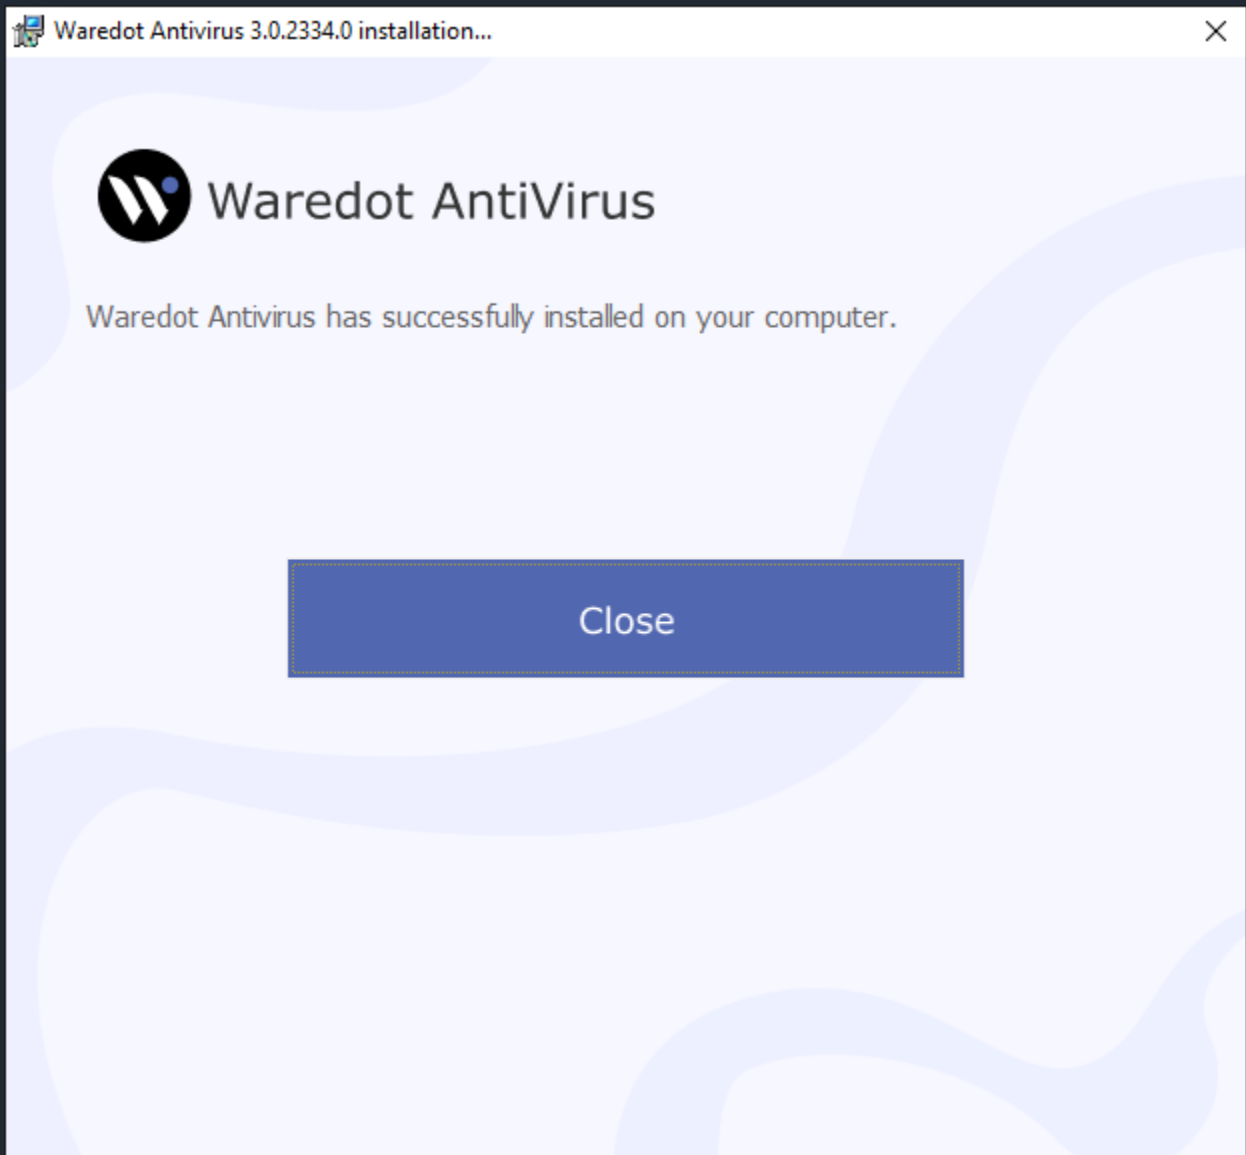 Waredot Antivirus 3.0.2334.0 installation...
Waredot AntiVirus
Waredot Antivirus has successfully installed on your computer.
Close